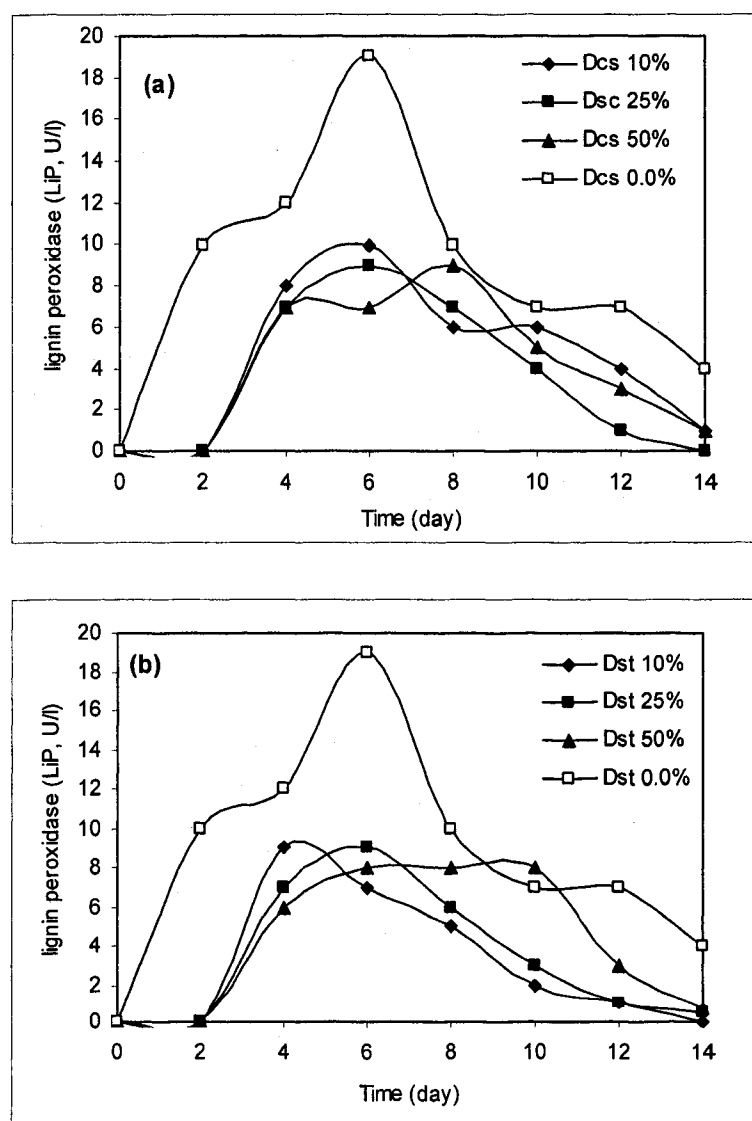 (a)
Dcs 10%
Dsc 25%
Dcs 50%
Dcs 0.0%
lignin peroxidase (LiP, U/l)
20
18
16
14
12
10
8
6
4
2
0
0 2 4 6 8 10 12 14
Time (day)
(b)
Dst 10%
Dst 25%
Dst 50%
Dst 0.0%
lignin peroxidase (LiP, U/l)
20
18
16
14
12
10
8
6
4
2
0
0 2 4 6 8 10 12 14
Time (day)